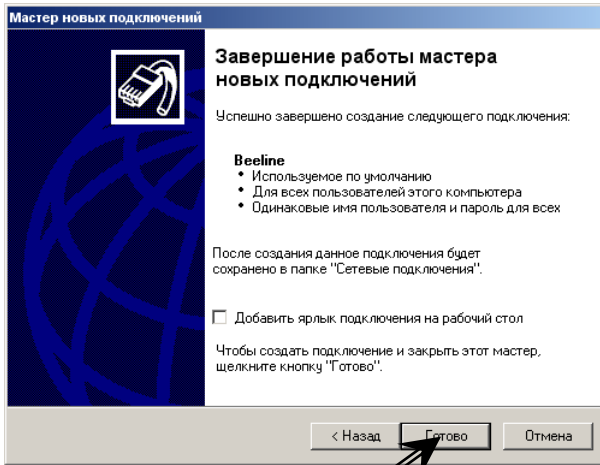 Мастер новых подключений
Завершение работы мастера
новых подключений
Успешно завершено создание следующего подключения:
Beeline
• Используемое по умолчанию
• Для всех пользователей этого компьютера
• Одинаковые имя пользователя и пароль для всех
После создания данное подключения будет
сохранено в папке "Сетевые подключения".
Добавить ярлык подключения на рабочий стол
Чтобы создать подключение и закрыть этот мастер,
щелкните кнопку "Готово".
< Назад Готово Отмена